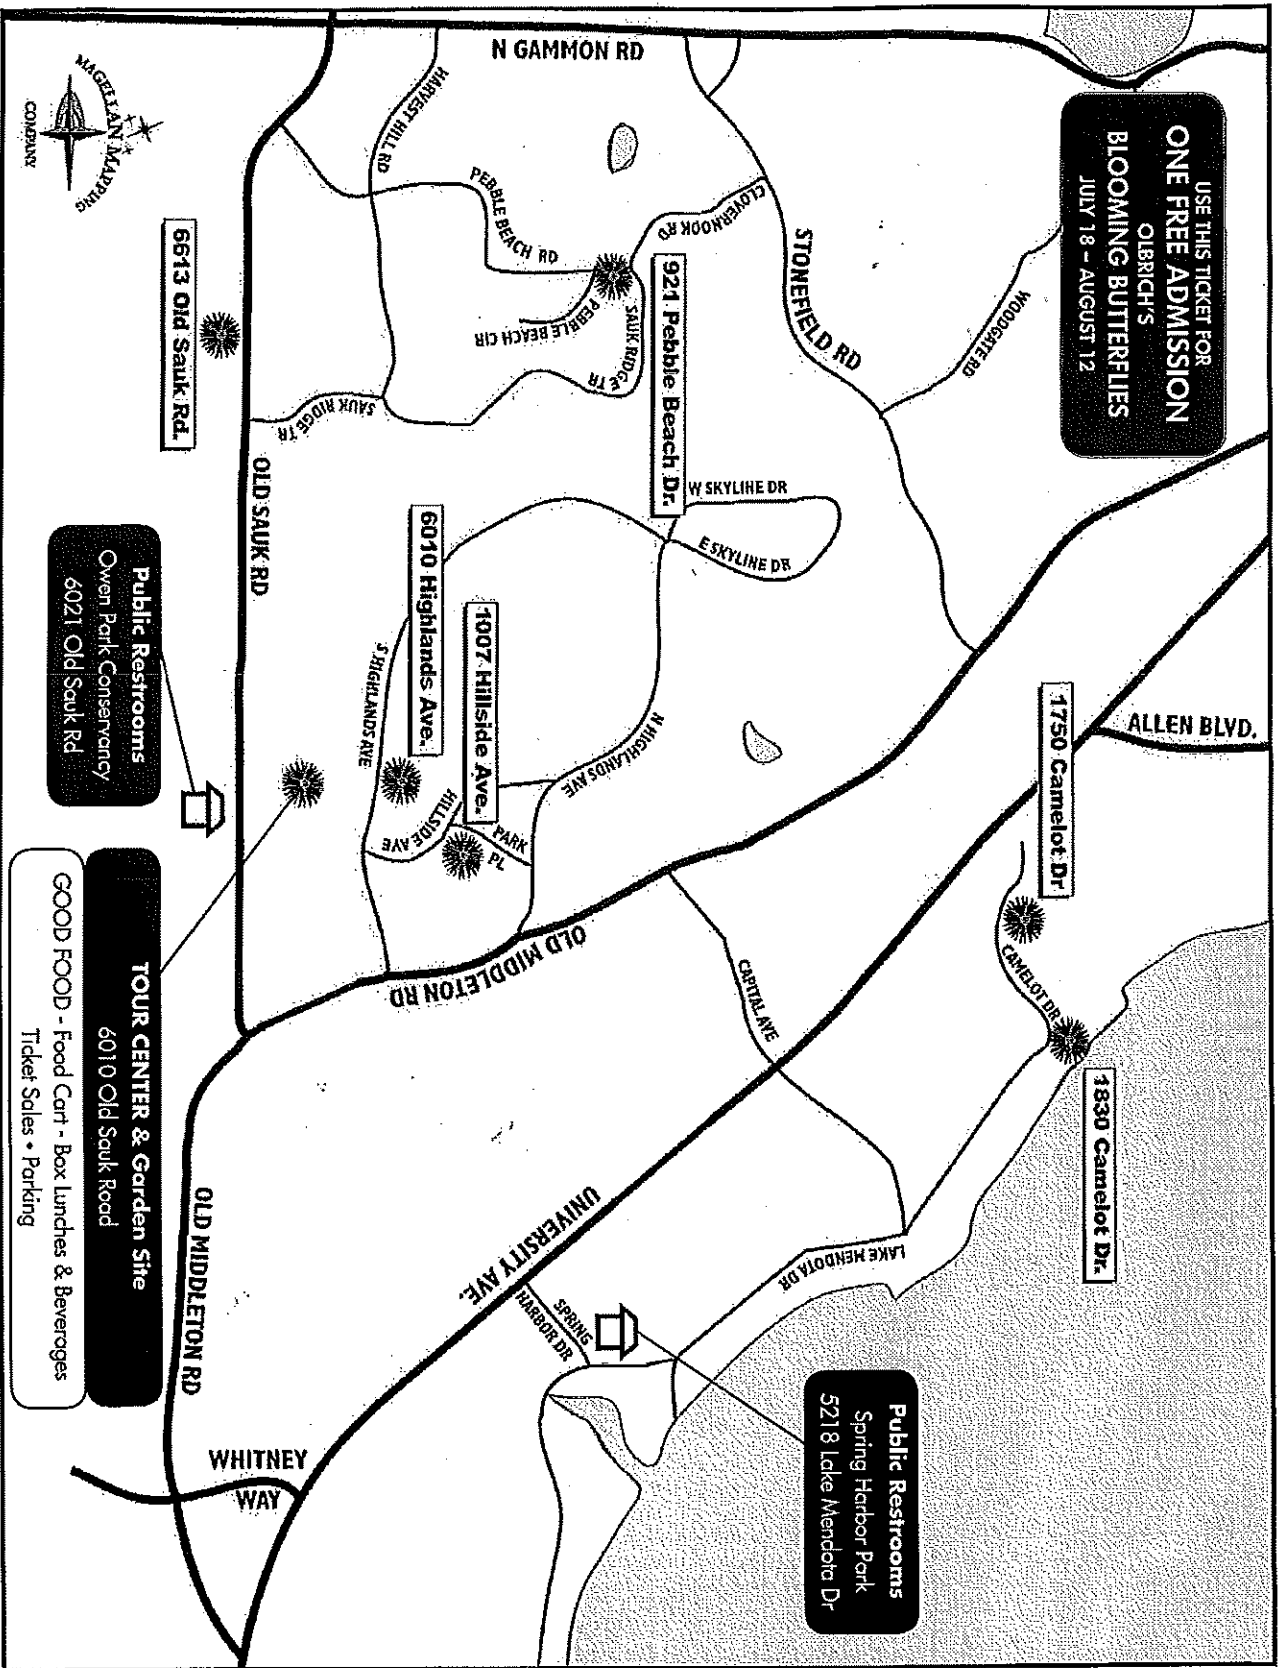 USE THIS TICKET FOR
ONE FREE ADMISSION
OLBRICH'S
BLOOMING BUTTERFLIES
JULY 18 – AUGUST 12
N GAMMON RD
HARVEST HILL RD
PEBBLE BEACH RD
CLOVERNOOK RD
STONEFIELD RD
WOODGATE RD
921 Pebble Beach Dr.
SAUK RIDGE TR
PEBBLE BEACH CIR
SAUK RIDGE TR
6613 Old Sauk Rd.
OLD SAUK RD
W SKYLINE DR
E SKYLINE DR
6010 Highlands Ave.
1007 Hillside Ave.
S HIGHLANDS AVE
N HIGHLANDS AVE
HILLSIDE AVE
PARK
PL
1750 Camelot Dr
ALLEN BLVD.
CAMELOT DR
1830 Camelot Dr.
CAPITAL AVE
OLD MIDDLETON RD
UNIVERSITY AVE.
LAKE MENDOTA DR
SPRING
HARBOR DR
Public Restrooms
Spring Harbor Park
5218 Lake Mendota Dr
Public Restrooms
Owen Park Conservancy
6021 Old Sauk Rd
TOUR CENTER & Garden Site
6010 Old Sauk Road
GOOD FOOD - Food Cart - Box Lunches & Beverages
Ticket Sales • Parking
OLD MIDDLETON RD
WHITNEY
WAY
MAGELLAN MAPPING
COMPANY